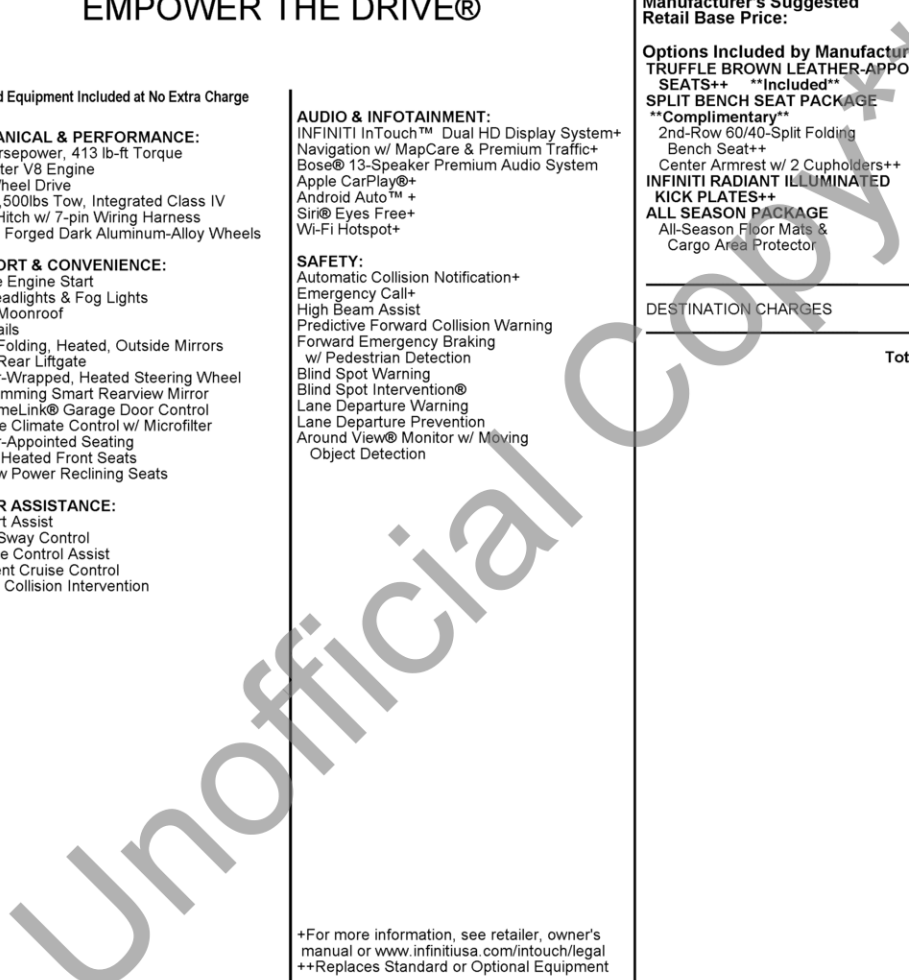 EMPOWER THE DRIVE®
d Equipment Included at No Extra Charge
ANICAL & PERFORMANCE:
rsepower, 413 lb-ft Torque
ter V8 Engine
heel Drive
,500lbs Tow, Integrated Class IV
Hitch w/ 7-pin Wiring Harness
Forged Dark Aluminum-Alloy Wheels
ORT & CONVENIENCE:
e Engine Start
eadlights & Fog Lights
Moonroof
ails
Folding, Heated, Outside Mirrors
Rear Liftgate
r-Wrapped, Heated Steering Wheel
mming Smart Rearview Mirror
meLink® Garage Door Control
e Climate Control w/ Microfilter
r-Appointed Seating
Heated Front Seats
w Power Reclining Seats
R ASSISTANCE:
rt Assist
Sway Control
e Control Assist
ent Cruise Control
Collision Intervention
AUDIO & INFOTAINMENT:
INFINITI InTouch™ Dual HD Display System+
Navigation w/ MapCare & Premium Traffic+
Bose® 13-Speaker Premium Audio System
Apple CarPlay®+
Android Auto™ +
Siri® Eyes Free+
Wi-Fi Hotspot+
SAFETY:
Automatic Collision Notification+
Emergency Call+
High Beam Assist
Predictive Forward Collision Warning
Forward Emergency Braking
w/ Pedestrian Detection
Blind Spot Warning
Blind Spot Intervention®
Lane Departure Warning
Lane Departure Prevention
Around View® Monitor w/ Moving
Object Detection
+For more information, see retailer, owner's
manual or www.infinitiusa.com/intouch/legal
++Replaces Standard or Optional Equipment
Manufacturer's Suggested
Retail Base Price:
Options Included by Manufactur
TRUFFLE BROWN LEATHER-APPO
SEATS++ **Included**
SPLIT BENCH SEAT PACKAGE
**Complimentary**
2nd-Row 60/40-Split Folding
Bench Seat++
Center Armrest w/ 2 Cupholders++
INFINITI RADIANT ILLUMINATED
KICK PLATES++
ALL SEASON PACKAGE
All-Season Floor Mats &
Cargo Area Protector
DESTINATION CHARGES
Tot
Unofficial Copy**